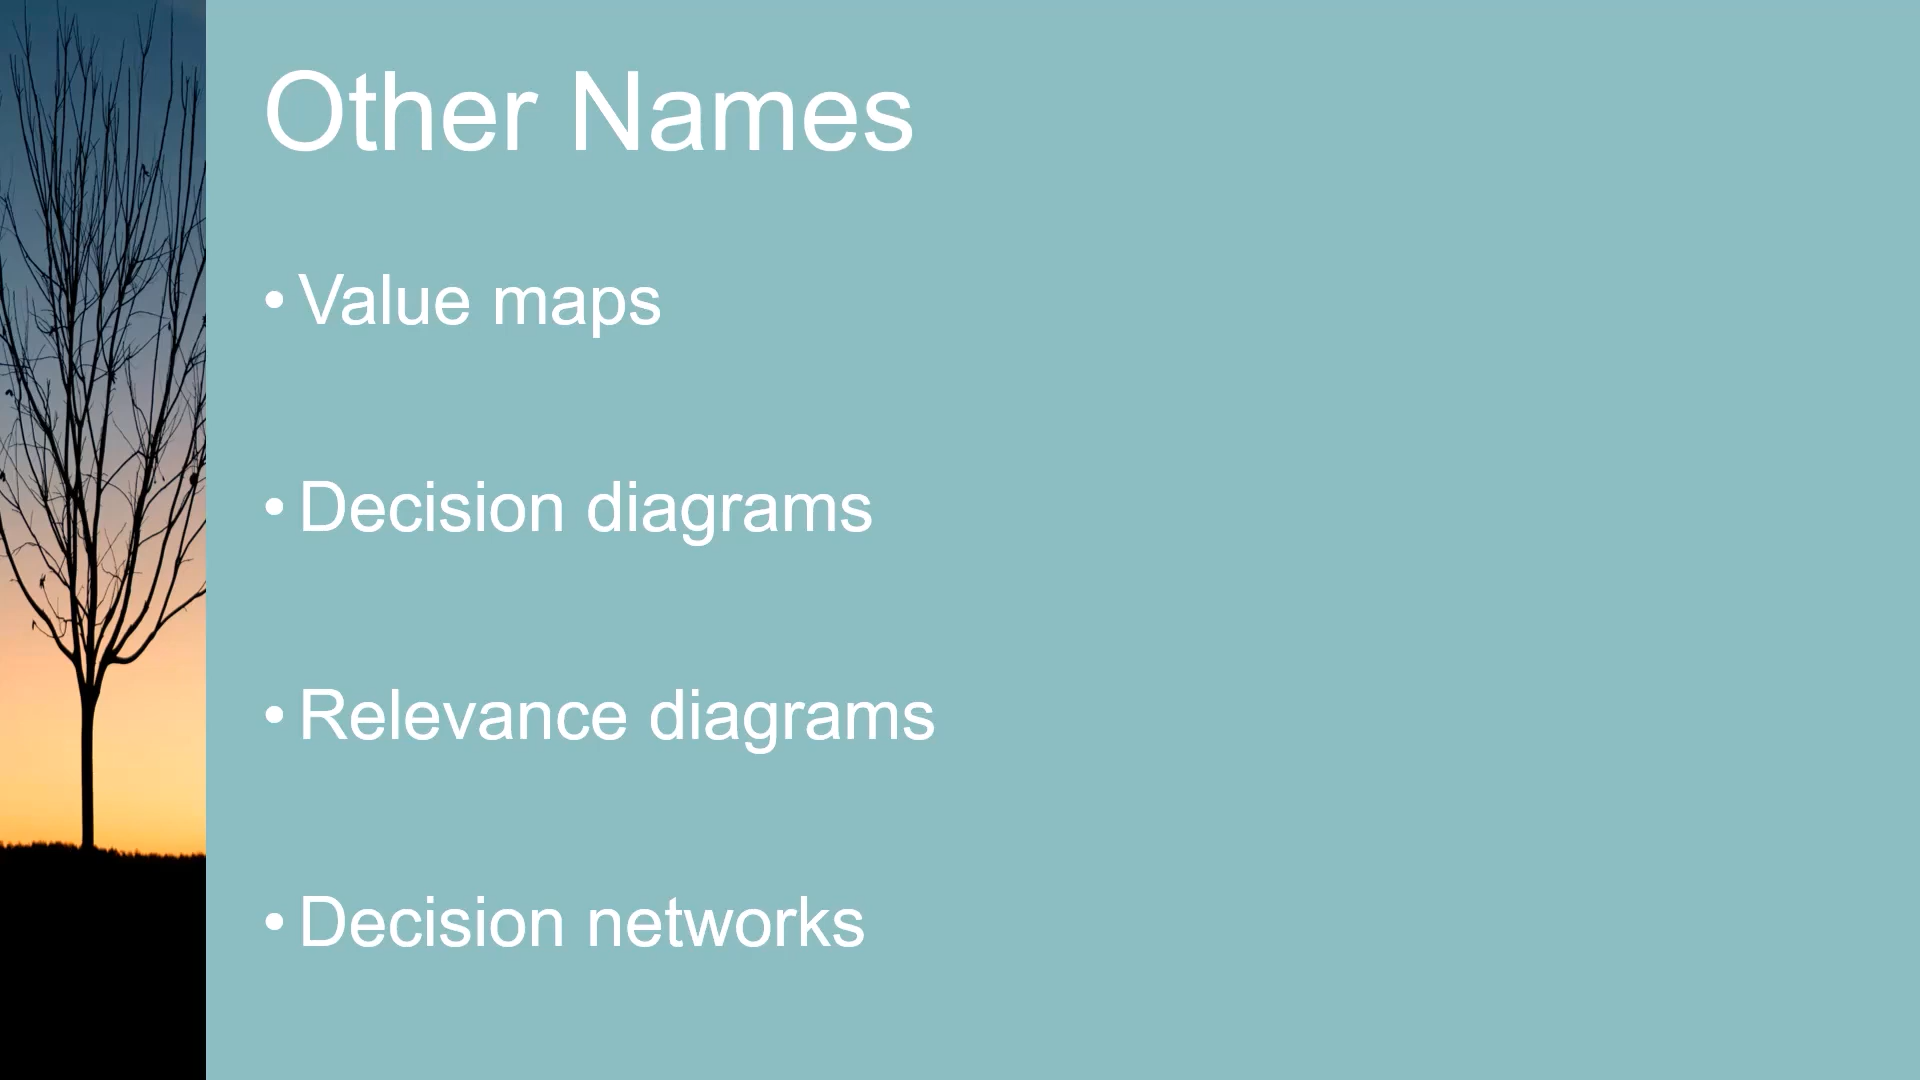 Other Names
• Value maps
• Decision diagrams
• Relevance diagrams
• Decision networks